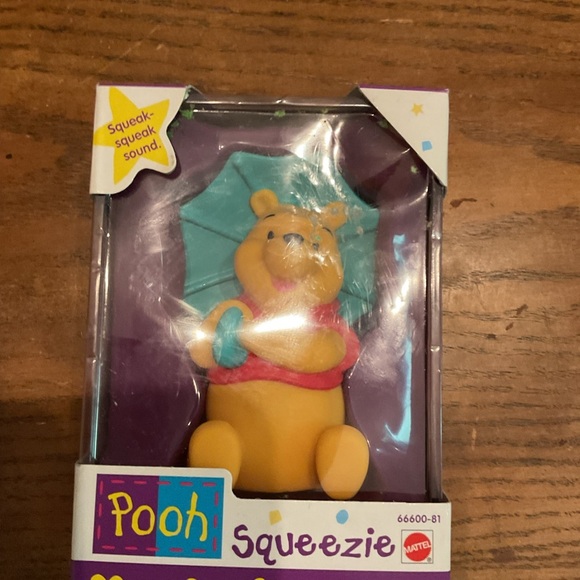 Squeak-
squeak
sound.
66600-81
Pooh Squeezie
MATTEL